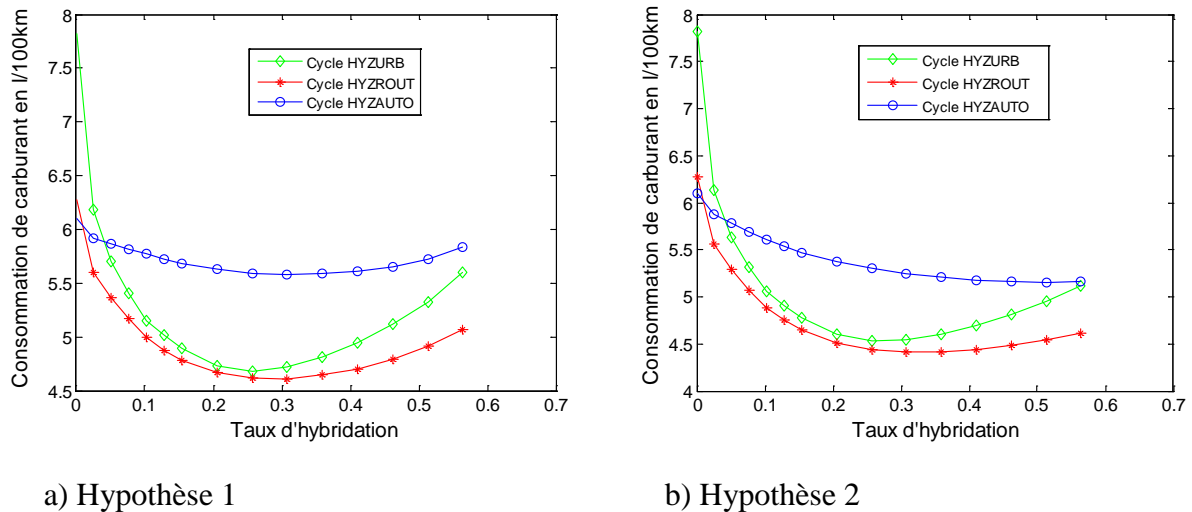 8
7.5
7
6.5
6
5.5
5
4.5
0 0.1 0.2 0.3 0.4 0.5 0.6 0.7
Consommation de carburant en l/100km
Taux d'hybridation
Cycle HYZURB
Cycle HYZROUT
Cycle HYZAUTO
a) Hypothèse 1
8
7.5
7
6.5
6
5.5
5
4.5
4
0 0.1 0.2 0.3 0.4 0.5 0.6 0.7
Consommation de carburant en l/100km
Taux d'hybridation
Cycle HYZURB
Cycle HYZROUT
Cycle HYZAUTO
b) Hypothèse 2